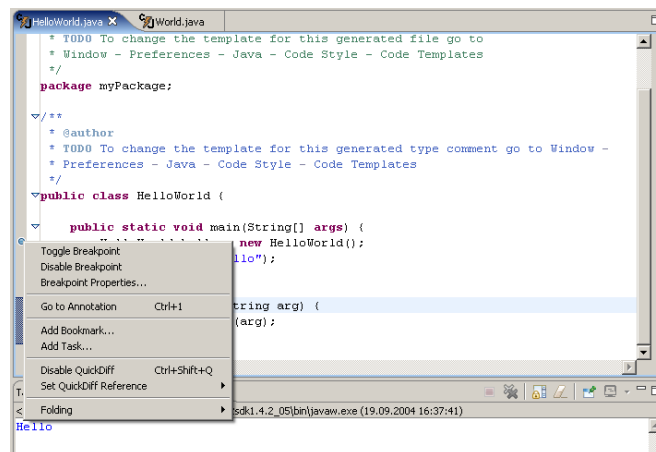 HelloWorld.java World.java
* TODO To change the template for this generated file go to
* Window - Preferences - Java - Code Style - Code Templates
*/
package myPackage;
/**
* @author
* TODO To change the template for this generated type comment go to Window -
* Preferences - Java - Code Style - Code Templates
*/
public class HelloWorld {
public static void main(String[] args) {
new HelloWorld();
llo");
tring arg) {
(arg);
Toggle Breakpoint
Disable Breakpoint
Breakpoint Properties...
Go to Annotation Ctrl+1
Add Bookmark...
Add Task...
Disable QuickDiff Ctrl+Shift+Q
Set QuickDiff Reference
Folding
sdk1.4.2_05\bin\javaw.exe (19.09.2004 16:37:41)
Hello